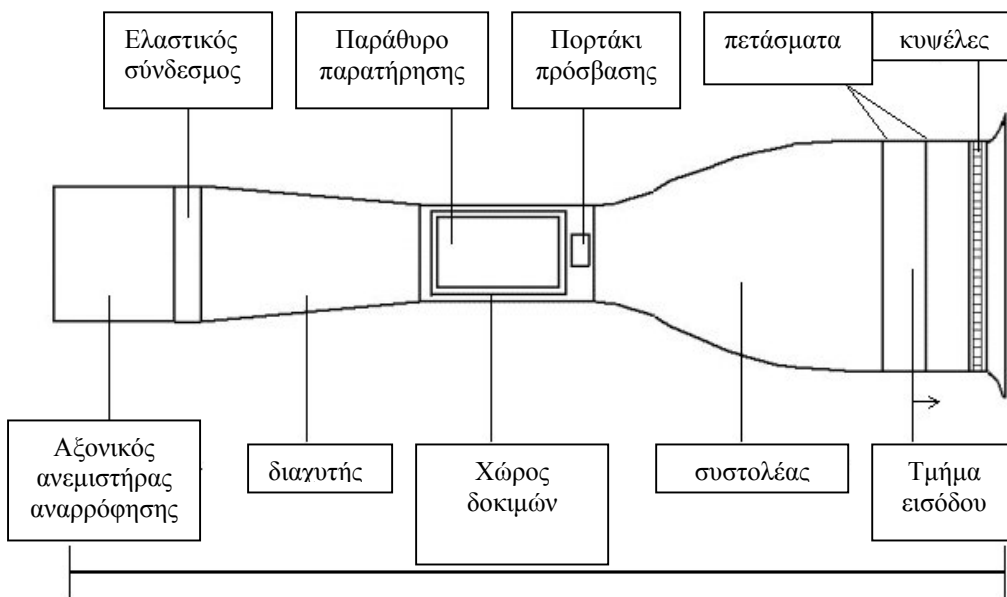 Ελαστικός
σύνδεσμος
Παράθυρο
παρατήρησης
Πορτάκι
πρόσβασης
πετάσματα
κυψέλες
Αξονικός
ανεμιστήρας
αναρρόφησης
διαχυτής
Χώρος
δοκιμών
συστολέας
Τμήμα
εισόδου